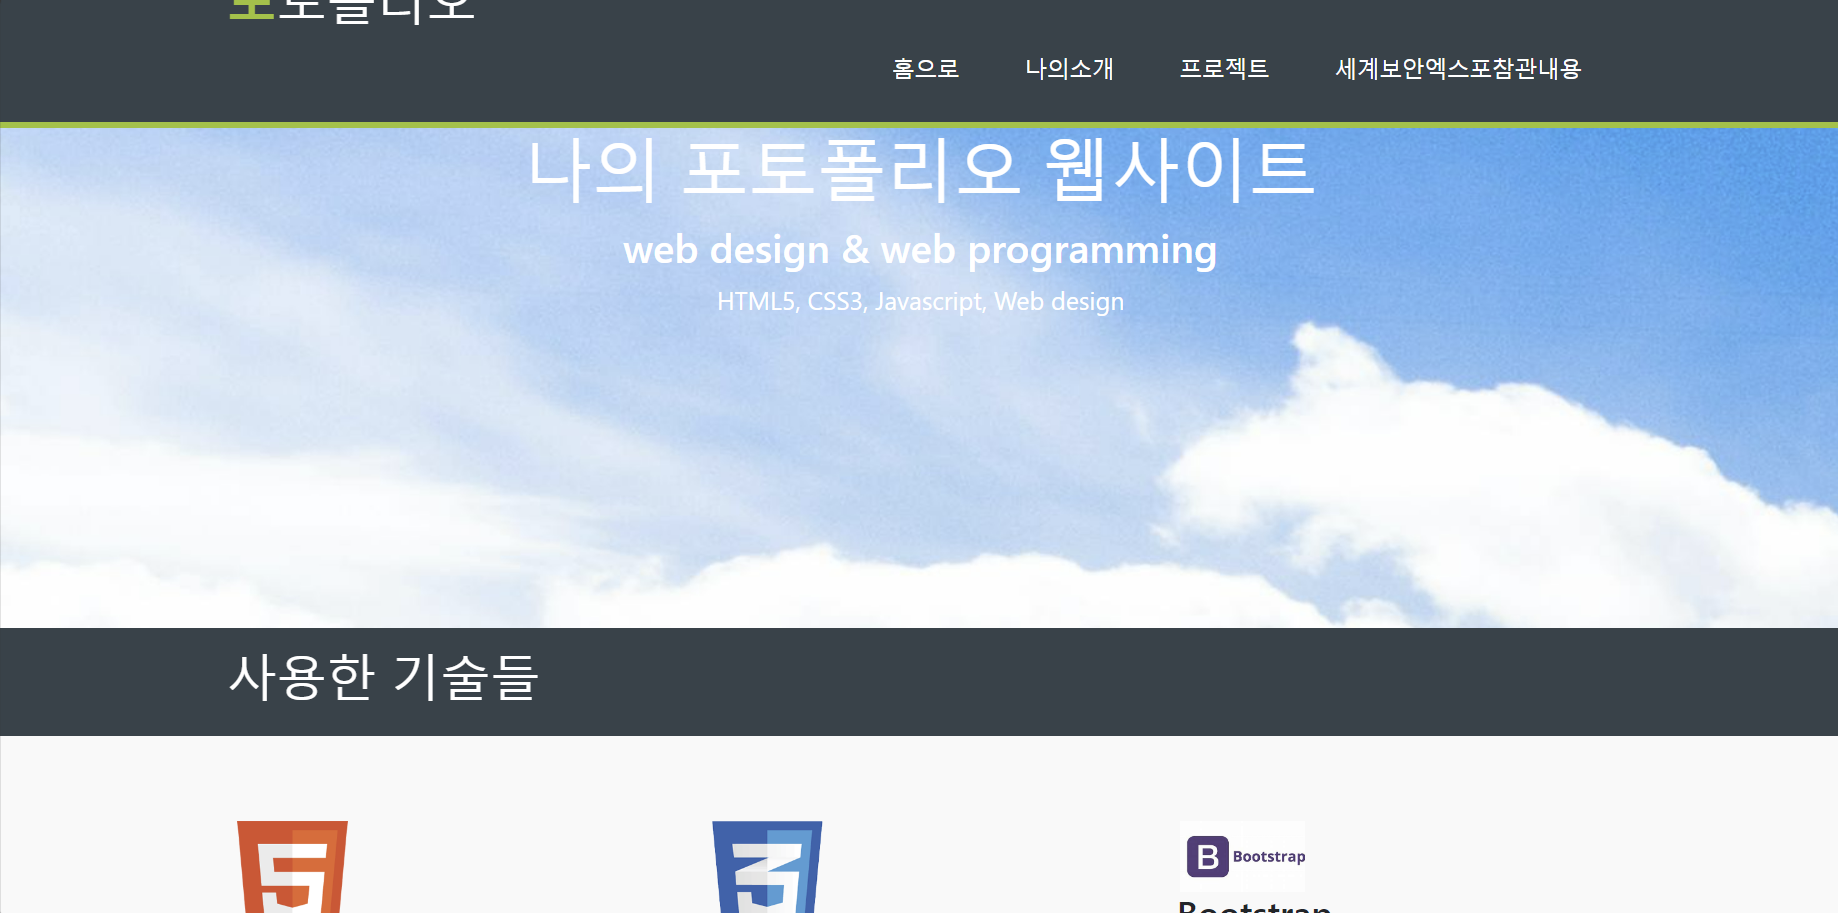 포토폴리오
홈으로 나의소개 프로젝트 세계보안엑스포참관내용
나의 포토폴리오 웹사이트
web design & web programming
HTML5, CSS3, Javascript, Web design
사용한 기술들
B Bootstrap
Bootstrap